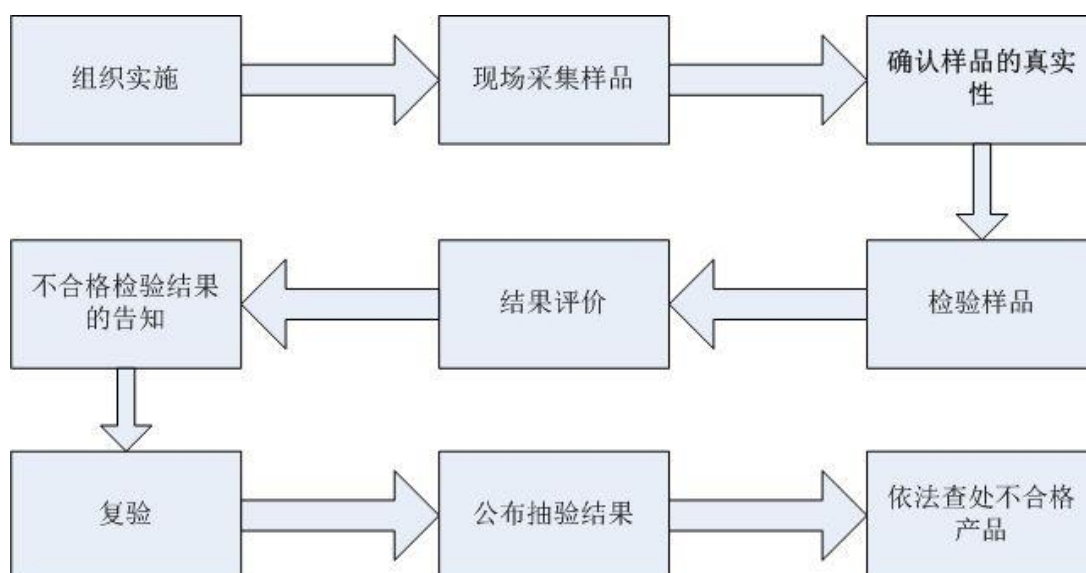 组织实施
现场采集样品
确认样品的真实
性
检验样品
结果评价
不合格检验结果
的告知
复验
公布抽验结果
依法查处不合格
产品